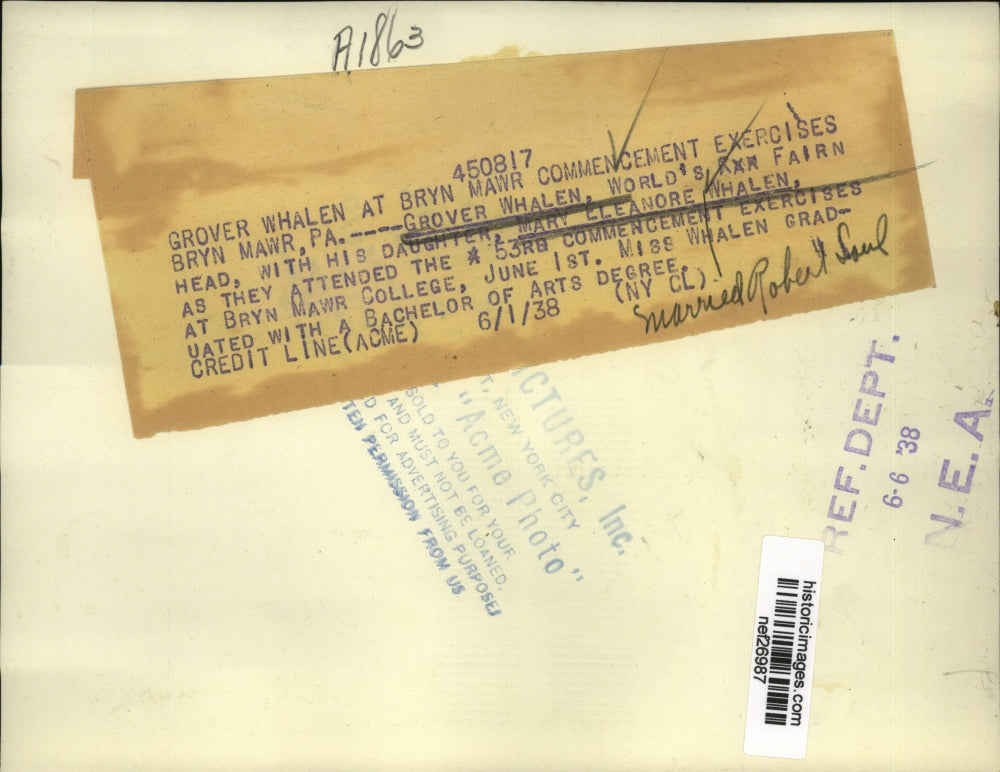 A1863
450817
GROVER WHALEN AT BRYN MAWR COMMENCEMENT EXERCISES
BRYN MAWR, PA.----GROVER WHALEN, WORLD'S FAIRN
HEAD, WITH HIS DAUGHTER, MARY ELEANORE WHALEN,
AS THEY ATTENDED THE 53RD COMMENCEMENT EXERCISES
AT BRYN MAWR COLLEGE, JUNE 1ST. MISS WHALEN GRAD-
UATED WITH A BACHELOR OF ARTS DEGREE.
CREDIT LINE(ACME) 6/1/38 (NY CL)
married Robert
CTURES, Inc.
T, NEW YORK CITY
"Acme Photo"
SOLD TO YOU FOR YOUR
AND MUST NOT BE LOANED,
D FOR ADVERTISING PURPOSES
TEN PERMISSION FROM US
REF. DEPT.
6-6 '38
N.E.A.
historicimages.com
nef26987